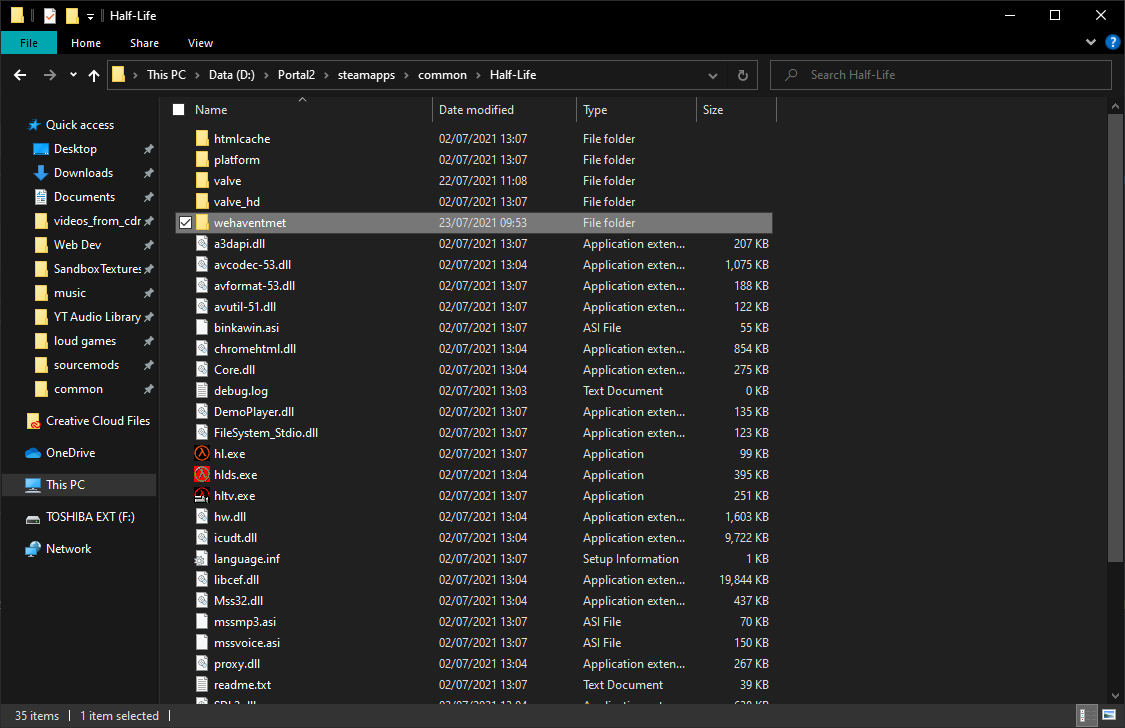 Half-Life
File Home Share View
This PC Data (D:) Portal2 steamapps common Half-Life Search Half-Life
Name Date modified Type Size
Quick access
Desktop
Downloads
Documents
videos_from_cdr
Web Dev
SandboxTextures
music
YT Audio Library
loud games
sourcemods
common
Creative Cloud Files
OneDrive
This PC
TOSHIBA EXT (F:)
Network
htmlcache 02/07/2021 13:07 File folder
platform 02/07/2021 13:07 File folder
valve 22/07/2021 11:08 File folder
valve_hd 02/07/2021 13:07 File folder
wehaventmet 23/07/2021 09:53 File folder
a3dapi.dll 02/07/2021 13:07 Application exten... 207 KB
avcodec-53.dll 02/07/2021 13:04 Application exten... 1,075 KB
avformat-53.dll 02/07/2021 13:07 Application exten... 188 KB
avutil-51.dll 02/07/2021 13:07 Application exten... 122 KB
binkawin.asi 02/07/2021 13:07 ASI File 55 KB
chromehtml.dll 02/07/2021 13:04 Application exten... 854 KB
Core.dll 02/07/2021 13:04 Application exten... 275 KB
debug.log 02/07/2021 13:03 Text Document 0 KB
DemoPlayer.dll 02/07/2021 13:07 Application exten... 135 KB
FileSystem_Stdio.dll 02/07/2021 13:07 Application exten... 123 KB
hl.exe 02/07/2021 13:07 Application 99 KB
hlds.exe 02/07/2021 13:04 Application 395 KB
hltv.exe 02/07/2021 13:07 Application 251 KB
hw.dll 02/07/2021 13:04 Application exten... 1,603 KB
icudt.dll 02/07/2021 13:04 Application exten... 9,722 KB
language.inf 02/07/2021 13:07 Setup Information 1 KB
libcef.dll 02/07/2021 13:04 Application exten... 19,844 KB
Mss32.dll 02/07/2021 13:04 Application exten... 437 KB
mssmp3.asi 02/07/2021 13:07 ASI File 70 KB
mssvoice.asi 02/07/2021 13:07 ASI File 150 KB
proxy.dll 02/07/2021 13:04 Application exten... 267 KB
readme.txt 02/07/2021 13:07 Text Document 39 KB
35 items 1 item selected